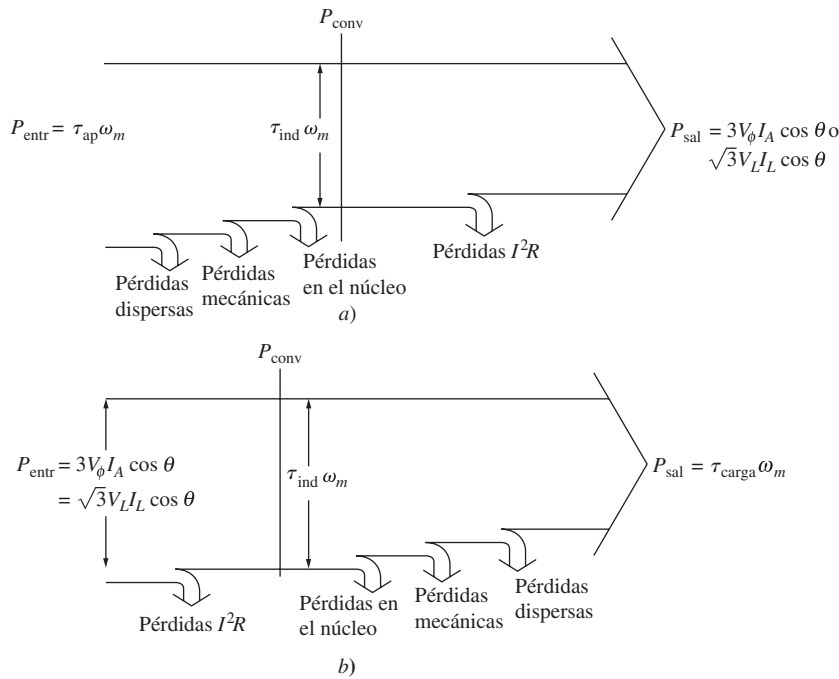 P_conv
P_entr = τ_ap ω_m
τ_ind ω_m
P_sal = 3V_ϕ I_A cos θ o
√3 V_L I_L cos θ
Pérdidas
dispersas
Pérdidas
mecánicas
Pérdidas
en el núcleo
Pérdidas I²R
a)
P_conv
P_entr = 3V_ϕ I_A cos θ
= √3 V_L I_L cos θ
τ_ind ω_m
P_sal = τ_carga ω_m
Pérdidas I²R
Pérdidas en
el núcleo
Pérdidas
mecánicas
Pérdidas
dispersas
b)